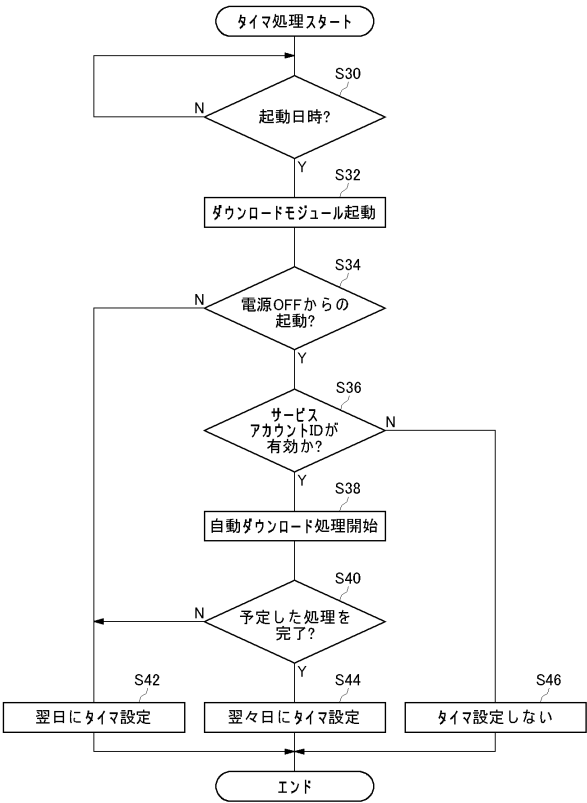 タイマ処理スタート
S30
起動日時?
N
Y
S32
ダウンロードモジュール起動
S34
電源OFFからの
起動?
N
Y
S36
サービス
アカウントIDが
有効か?
N
Y
S38
自動ダウンロード処理開始
S40
予定した処理を
完了?
N
Y
S42
翌日にタイマ設定
S44
翌々日にタイマ設定
S46
タイマ設定しない
エンド